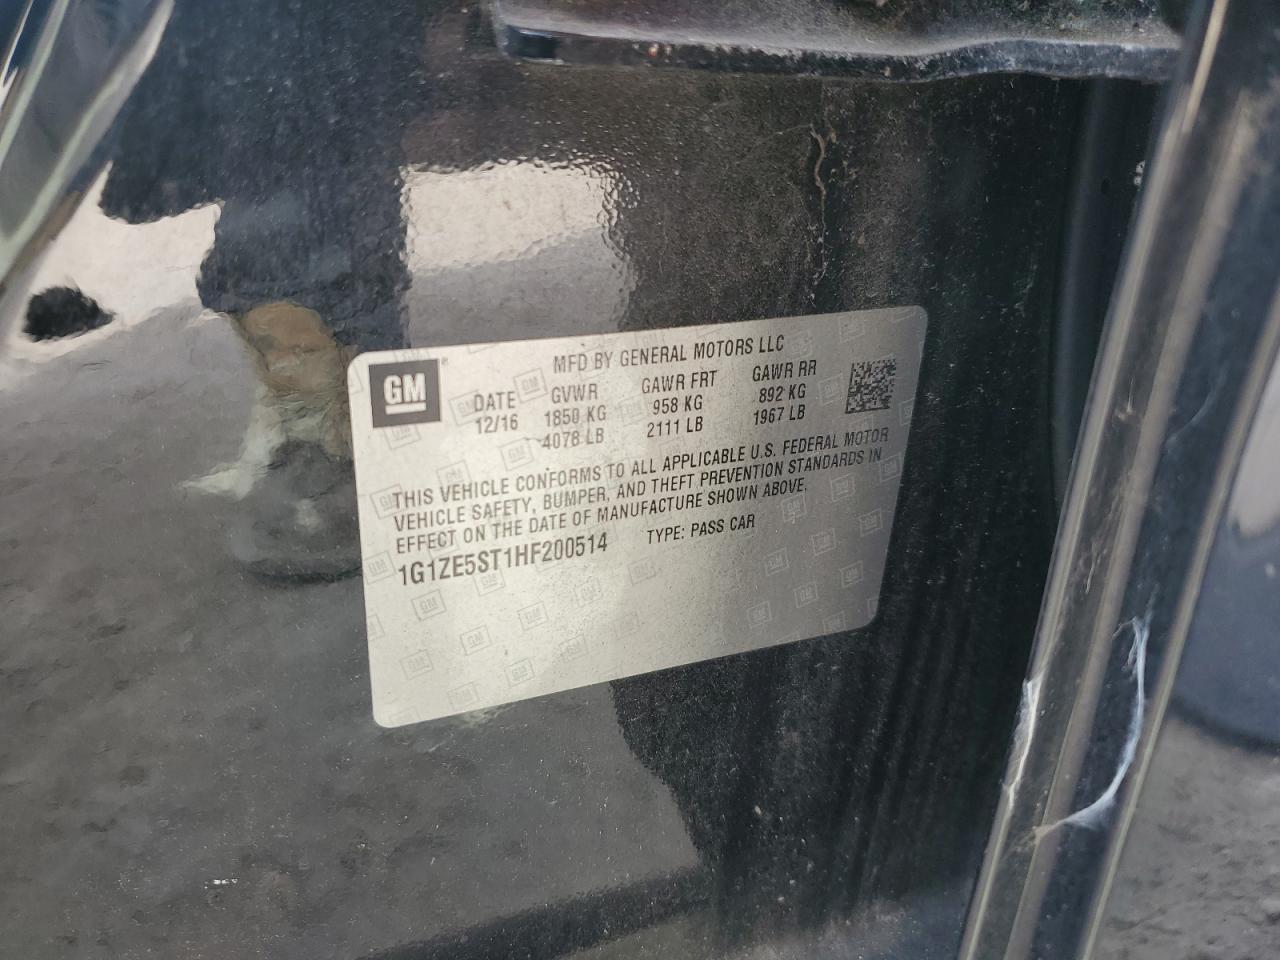 GM
MFD BY GENERAL MOTORS LLC
DATE GVWR GAWR FRT GAWR RR
12/16 1850 KG 958 KG 892 KG
4078 LB 2111 LB 1967 LB
THIS VEHICLE CONFORMS TO ALL APPLICABLE U.S. FEDERAL MOTOR
VEHICLE SAFETY, BUMPER, AND THEFT PREVENTION STANDARDS IN
EFFECT ON THE DATE OF MANUFACTURE SHOWN ABOVE.
1G1ZE5ST1HF200514 TYPE: PASS CAR